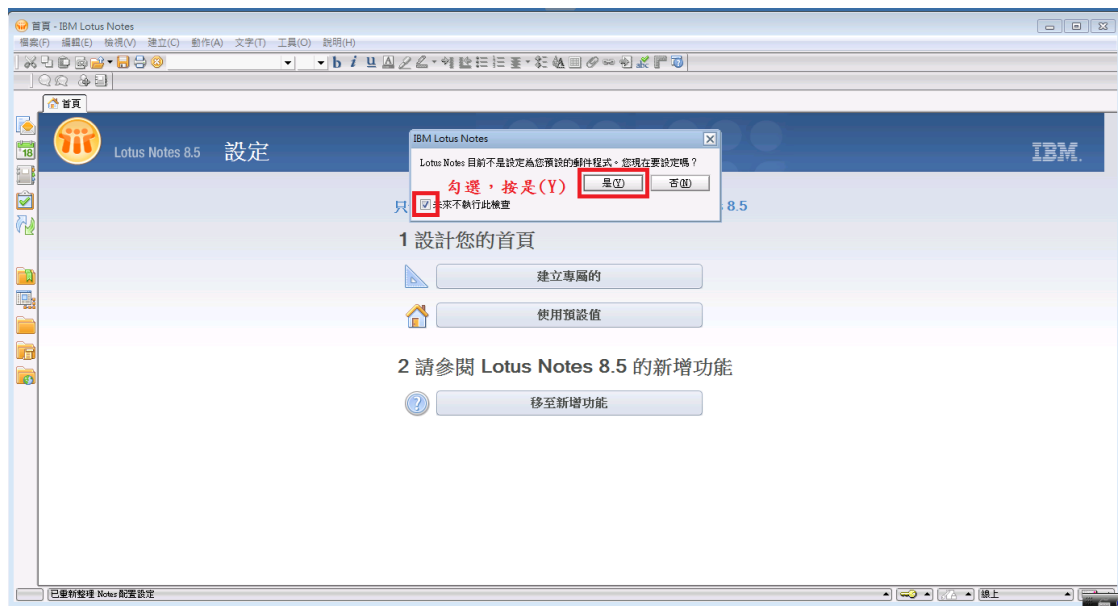 首頁 - IBM Lotus Notes
檔案(F) 編輯(E) 檢視(V) 建立(C) 動作(A) 文字(T) 工具(O) 說明(H)
b i u
首頁
18
Lotus Notes 8.5 設定
IBM.
IBM Lotus Notes
Lotus Notes 目前不是設定為您預設的郵件程式。您現在要設定嗎？
勾選，按是(Y) 是(Y) 否(N)
未來不執行此檢查
只 8.5
1 設計您的首頁
建立專屬的
使用預設值
2 請參閱 Lotus Notes 8.5 的新增功能
移至新增功能
已重新整理 Notes 配置設定
線上